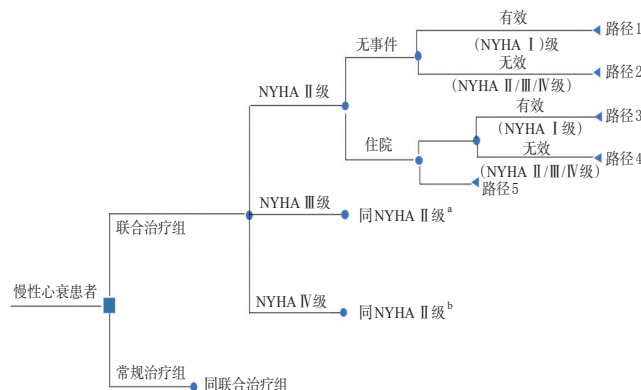 有效
路径1
(NYHA Ⅰ)级
无事件
无效
路径2
(NYHA Ⅱ/Ⅲ/Ⅳ级)
NYHA Ⅱ级
有效
路径3
(NYHA Ⅰ级)
住院
无效
路径4
(NYHA Ⅱ/Ⅲ/Ⅳ级)
路径5
NYHA Ⅲ级
同NYHA Ⅱ级a
联合治疗组
NYHA Ⅳ级
同NYHA Ⅱ级b
慢性心衰患者
常规治疗组
同联合治疗组